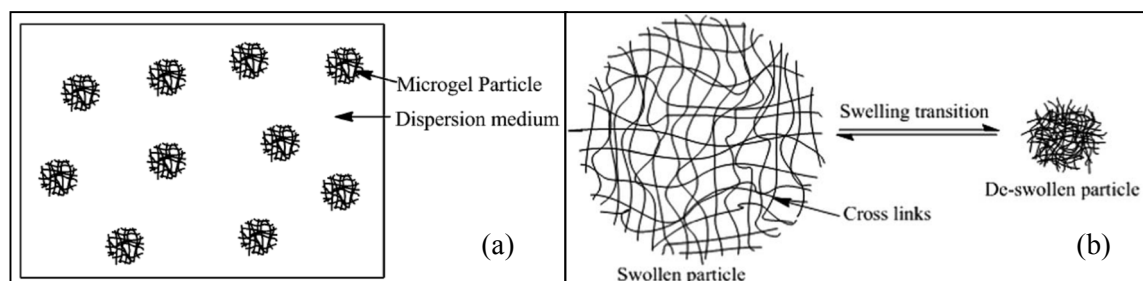 Microgel Particle
Dispersion medium
(a)
Swelling transition
De-swollen particle
Cross links
Swollen particle
(b)